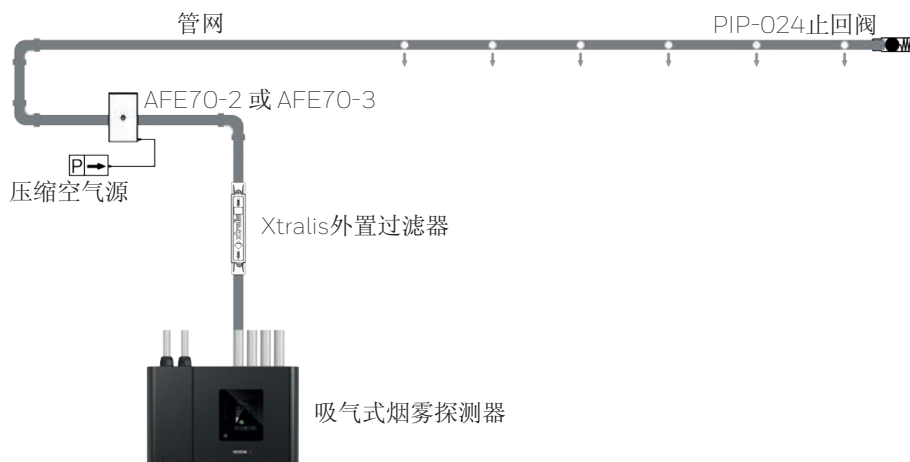 管网
PIP-024止回阀
AFE70-2 或 AFE70-3
P
压缩空气源
xtralis
Xtralis外置过滤器
吸气式烟雾探测器